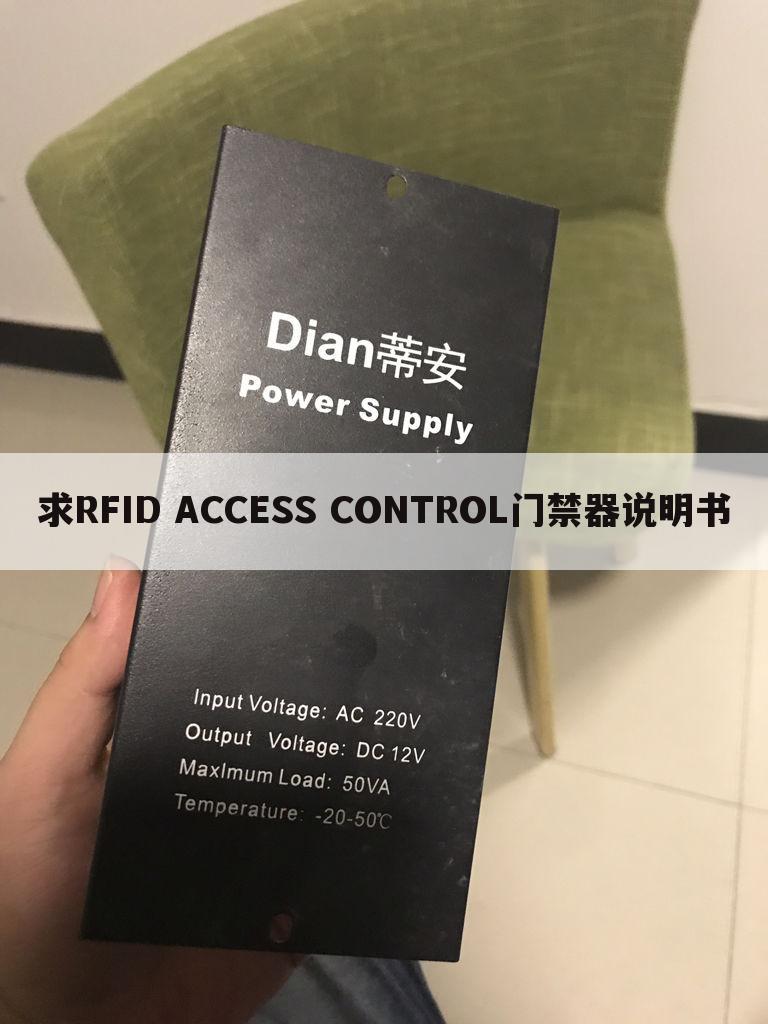 Dian蒂安
Power Supply
求RFID ACCESS CONTROL门禁器说明书
Input Voltage: AC 220V
Output Voltage: DC 12V
MaxImum Load: 50VA
Temperature: -20-50℃